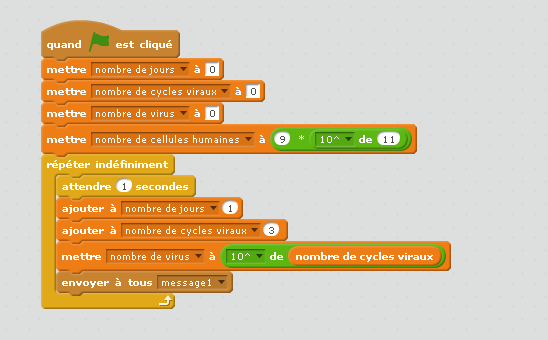 quand est cliqué
mettre nombre de jours à 0
mettre nombre de cycles viraux à 0
mettre nombre de virus à 0
mettre nombre de cellules humaines à 9 * 10^ de 11
répéter indéfiniment
attendre 1 secondes
ajouter à nombre de jours 1
ajouter à nombre de cycles viraux 3
mettre nombre de virus à 10^ de nombre de cycles viraux
envoyer à tous message1